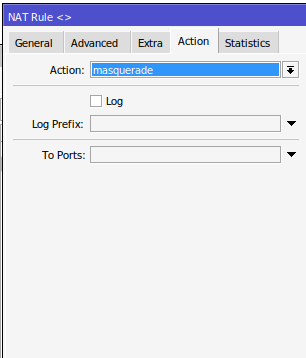 NAT Rule <>
General Advanced Extra Action Statistics
Action: masquerade
Log
Log Prefix:
To Ports: